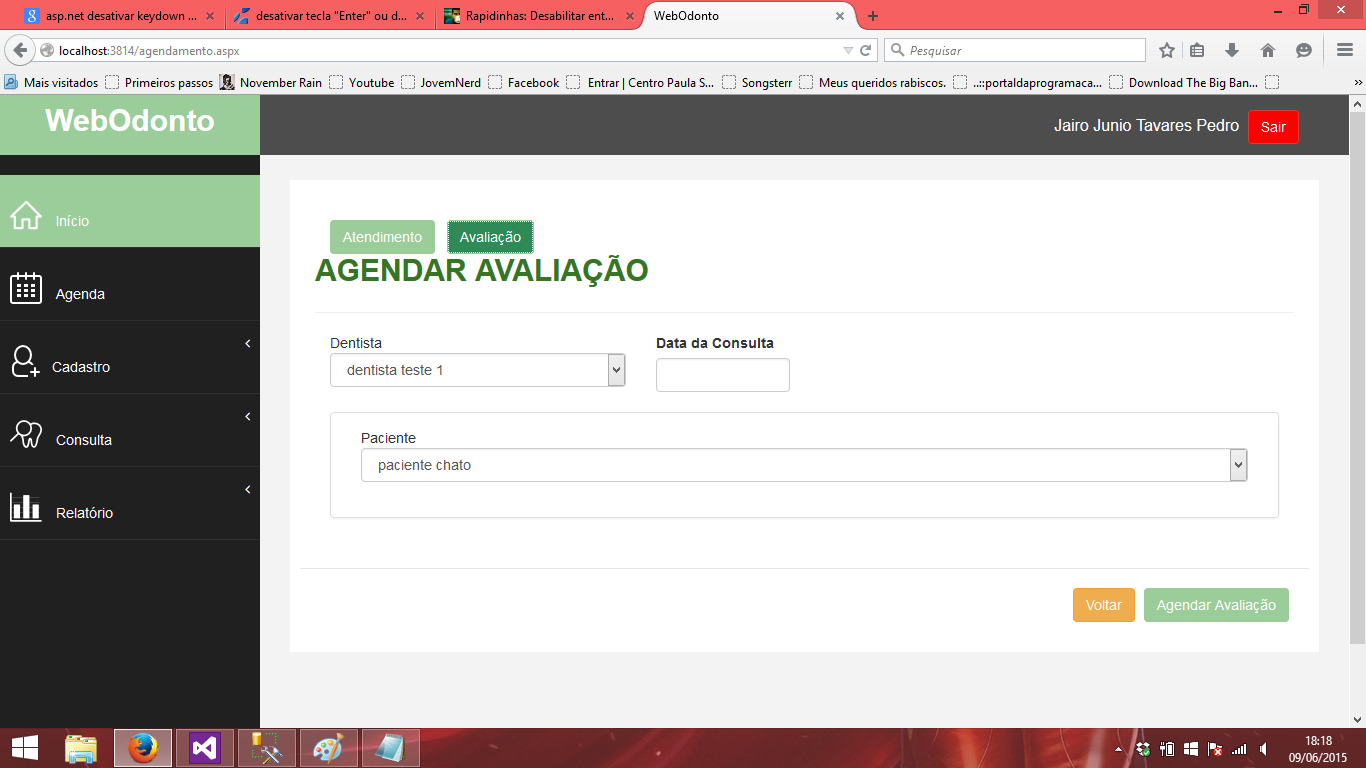 asp.net desativar keydown ...
desativar tecla "Enter" ou d...
Rapidinhas: Desabilitar ent...
WebOdonto
localhost:3814/agendamento.aspx
Pesquisar
Mais visitados
Primeiros passos
November Rain
Youtube
JovemNerd
Facebook
Entrar | Centro Paula S...
Songsterr
Meus queridos rabiscos.
..::portaldaprogramaca...
Download The Big Ban...
WebOdonto
Jairo Junio Tavares Pedro
Sair
Início
Agenda
Cadastro
Consulta
Relatório
Atendimento
Avaliação
AGENDAR AVALIAÇÃO
Dentista
Data da Consulta
dentista teste 1
Paciente
paciente chato
Voltar
Agendar Avaliação
18:18
09/06/2015